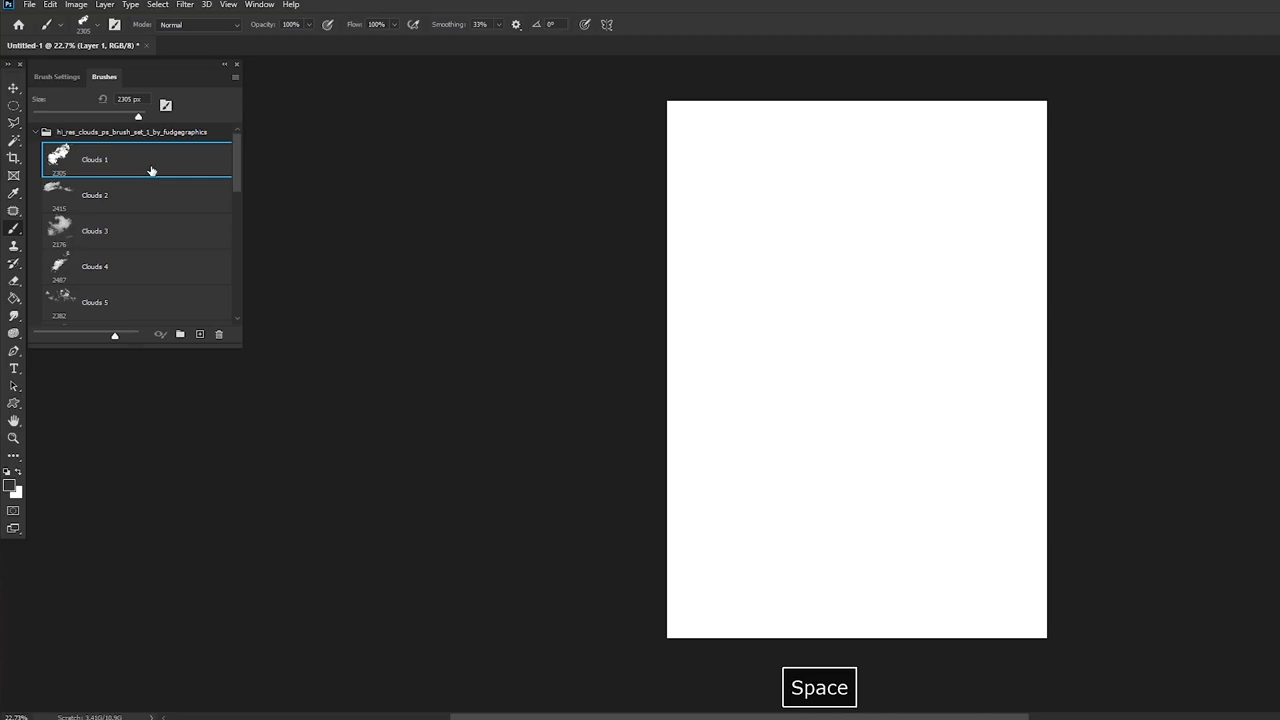 Ps File Edit Image Layer Type Select Filter 3D View Window Help
2305 Mode: Normal Opacity: 100% Flow: 100% Smoothing: 33% 0°
Untitled-1 @ 22.7% (Layer 1, RGB/8) * ×
Brush Settings Brushes
Size: 2305 px
hi_res_clouds_ps_brush_set_1_by_fudgegraphics
Clouds 1
2305
Clouds 2
2415
Clouds 3
2176
Clouds 4
2487
Clouds 5
2382
Space
22.73% Scratch: 3.41G/10.9G